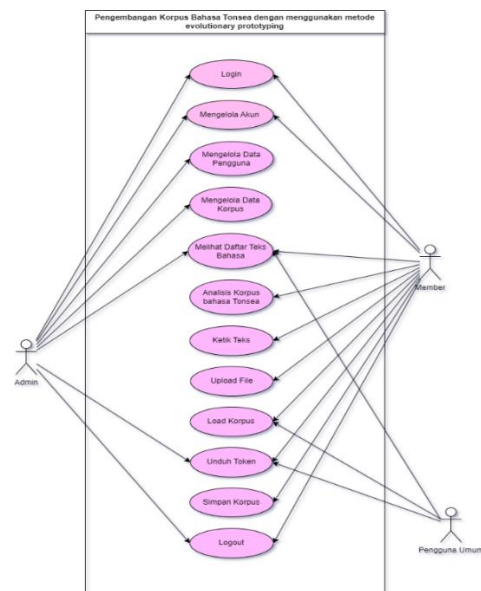 Pengembangan Korpus Bahasa Tonsea dengan menggunakan metode
evolutionary prototyping
Login
Mengelola Akun
Mengelola Data
Pengguna
Mengelola Data
Korpus
Melihat Daftar Teks
Bahasa
Analisis Korpus
bahasa Tonsea
Ketik Teks
Upload File
Load Korpus
Unduh Token
Simpan Korpus
Logout
Admin
Member
Pengguna Umum